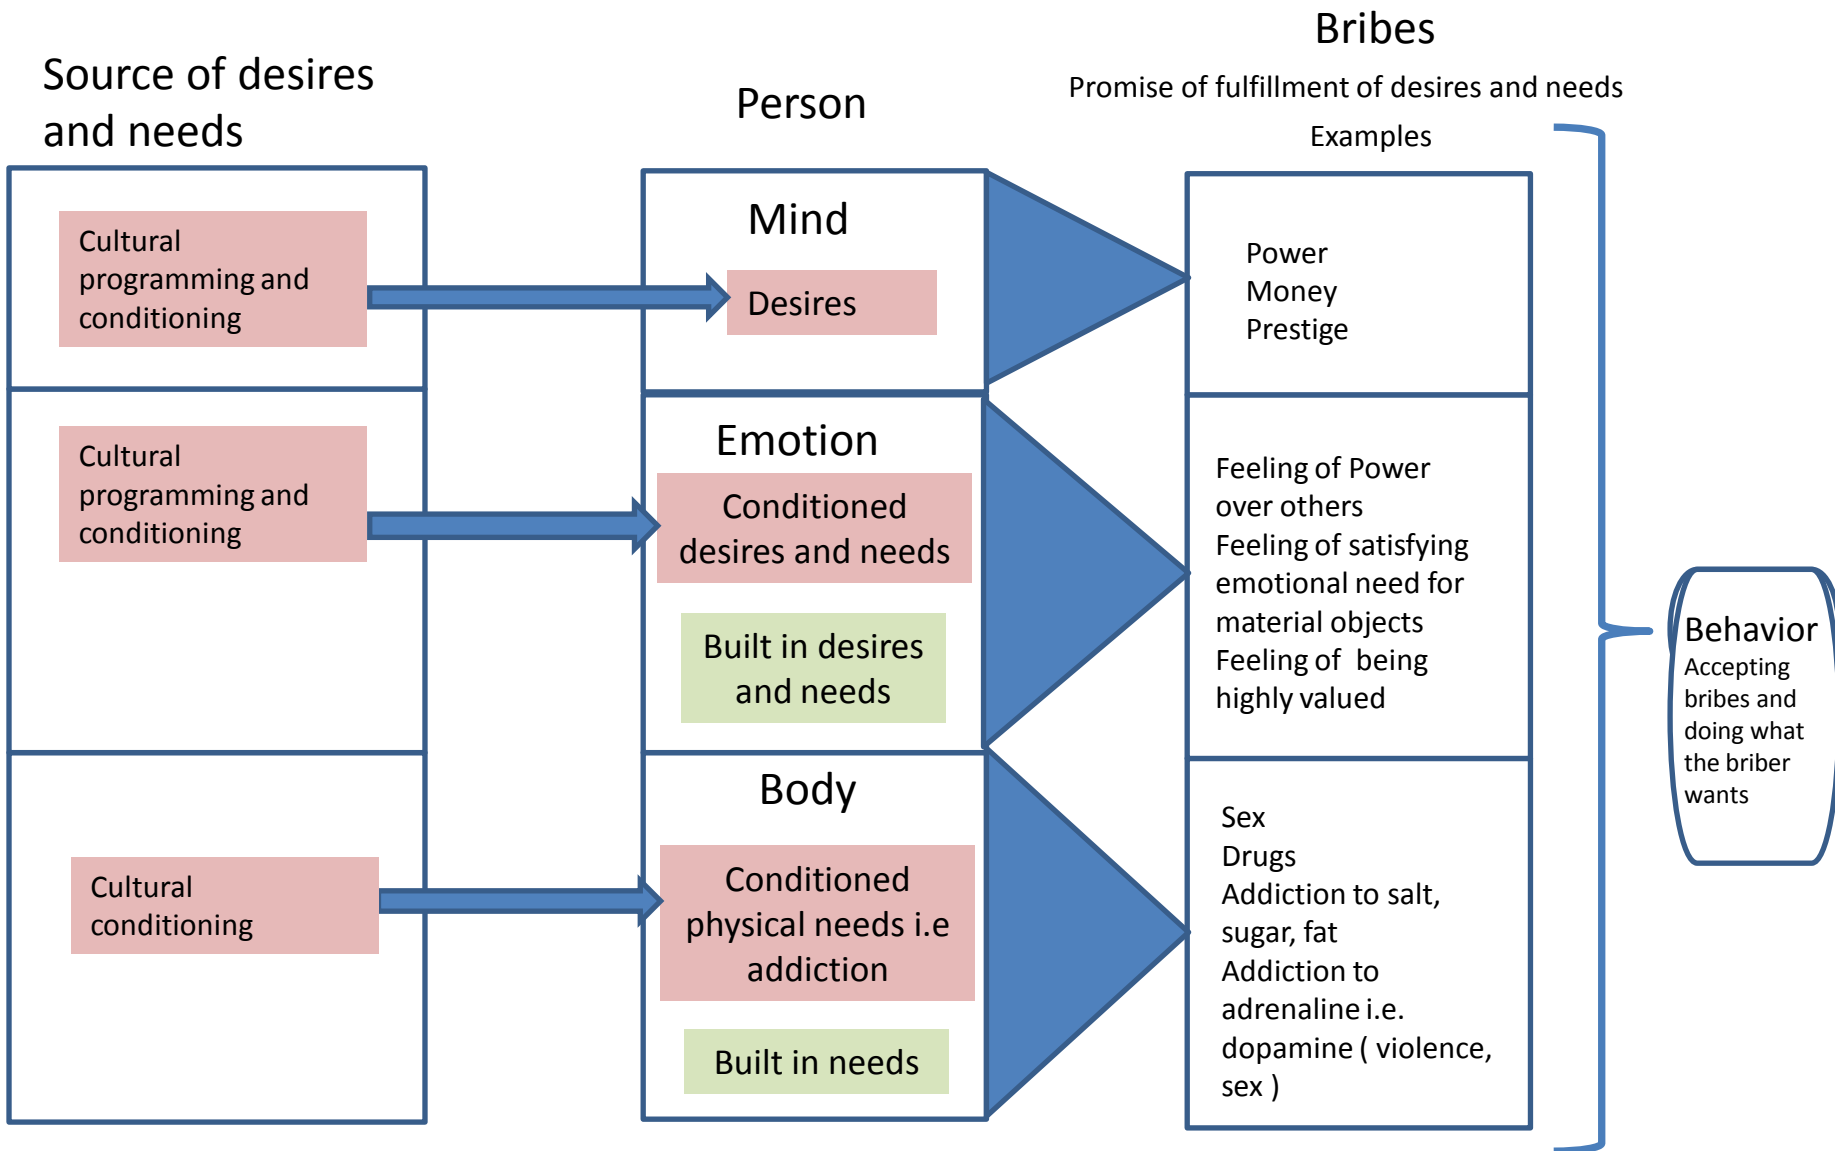 Source of desires
and needs
Cultural
programming and
conditioning
Cultural
programming and
conditioning
Cultural
conditioning
Person
Mind
Desires
Emotion
Conditioned
desires and needs
Built in desires
and needs
Body
Conditioned
physical needs i.e
addiction
Built in needs
Bribes
Promise of fulfillment of desires and needs
Examples
Power
Money
Prestige
Feeling of Power
over others
Feeling of satisfying
emotional need for
material objects
Feeling of being
highly valued
Sex
Drugs
Addiction to salt,
sugar, fat
Addiction to
adrenaline i.e.
dopamine ( violence,
sex )
Behavior
Accepting
bribes and
doing what
the briber
wants